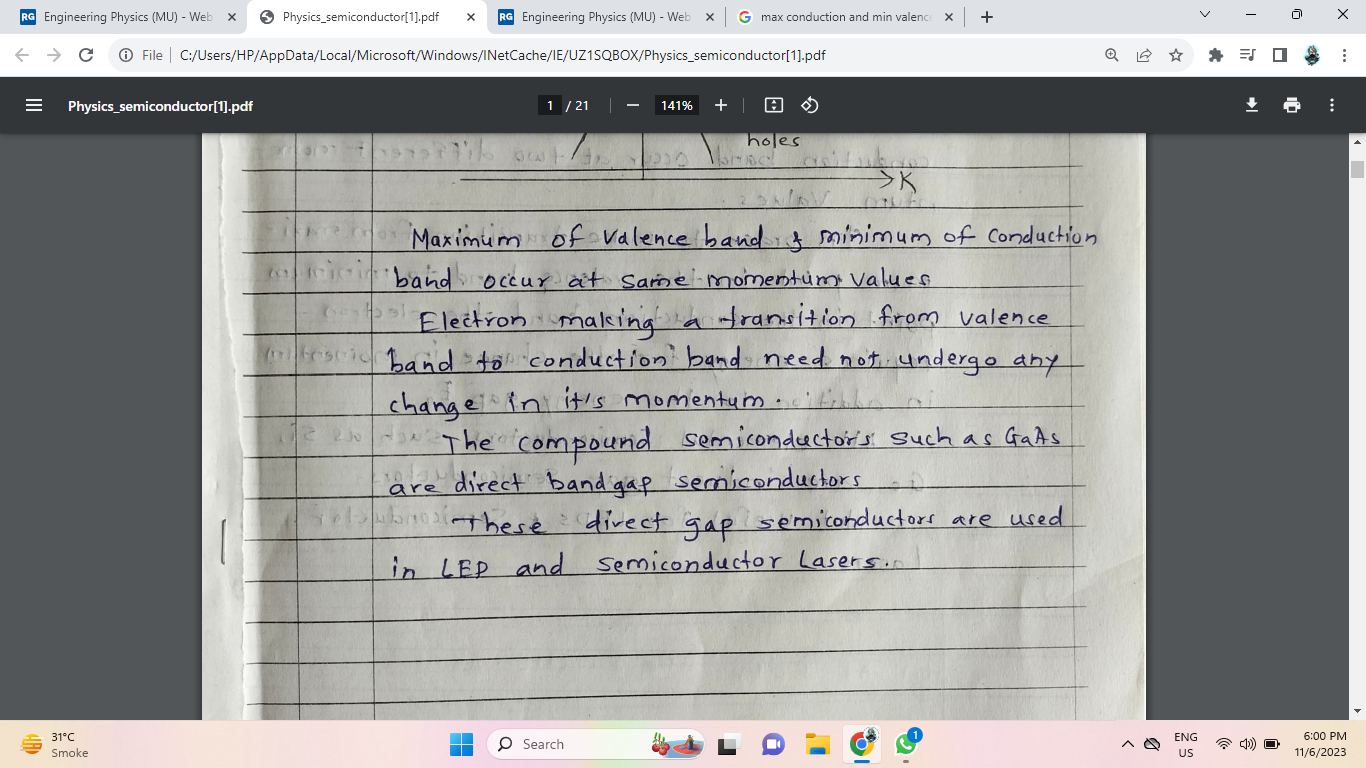 Engineering Physics (MU) - Web
Physics_semiconductor[1].pdf
Engineering Physics (MU) - Web
max conduction and min valenc
File
C:/Users/HP/AppData/Local/Microsoft/Windows/INetCache/IE/UZ1SQBOX/Physics_semiconductor[1].pdf
Physics_semiconductor[1].pdf
1 / 21
141%
holes
K
Maximum of Valence band & minimum of conduction
band occur at same momentum values
Electron making a transition from valence
band to conduction band need not undergo any
change in it's momentum.
The compound semiconductors such as GaAs
are direct bandgap semiconductors
These direct gap semiconductors are used
in LED and semiconductor Lasers.
31°C
Smoke
Search
1
ENG
US
6:00 PM
11/6/2023